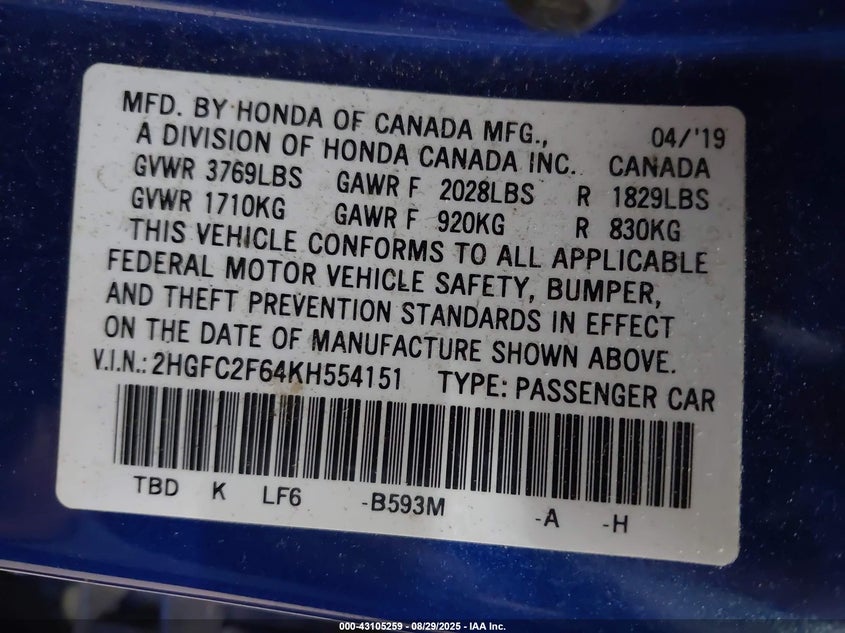 MFD. BY HONDA OF CANADA MFG., 04/'19
A DIVISION OF HONDA CANADA INC. CANADA
GVWR 3769LBS GAWR F 2028LBS R 1829LBS
GVWR 1710KG GAWR F 920KG R 830KG
THIS VEHICLE CONFORMS TO ALL APPLICABLE
FEDERAL MOTOR VEHICLE SAFETY, BUMPER,
AND THEFT PREVENTION STANDARDS IN EFFECT
ON THE DATE OF MANUFACTURE SHOWN ABOVE.
V.I.N.: 2HGFC2F64KH554151 TYPE: PASSENGER CAR
TBD K LF6 -B593M -A -H
000-43105259 - 08/29/2025 - IAA Inc.